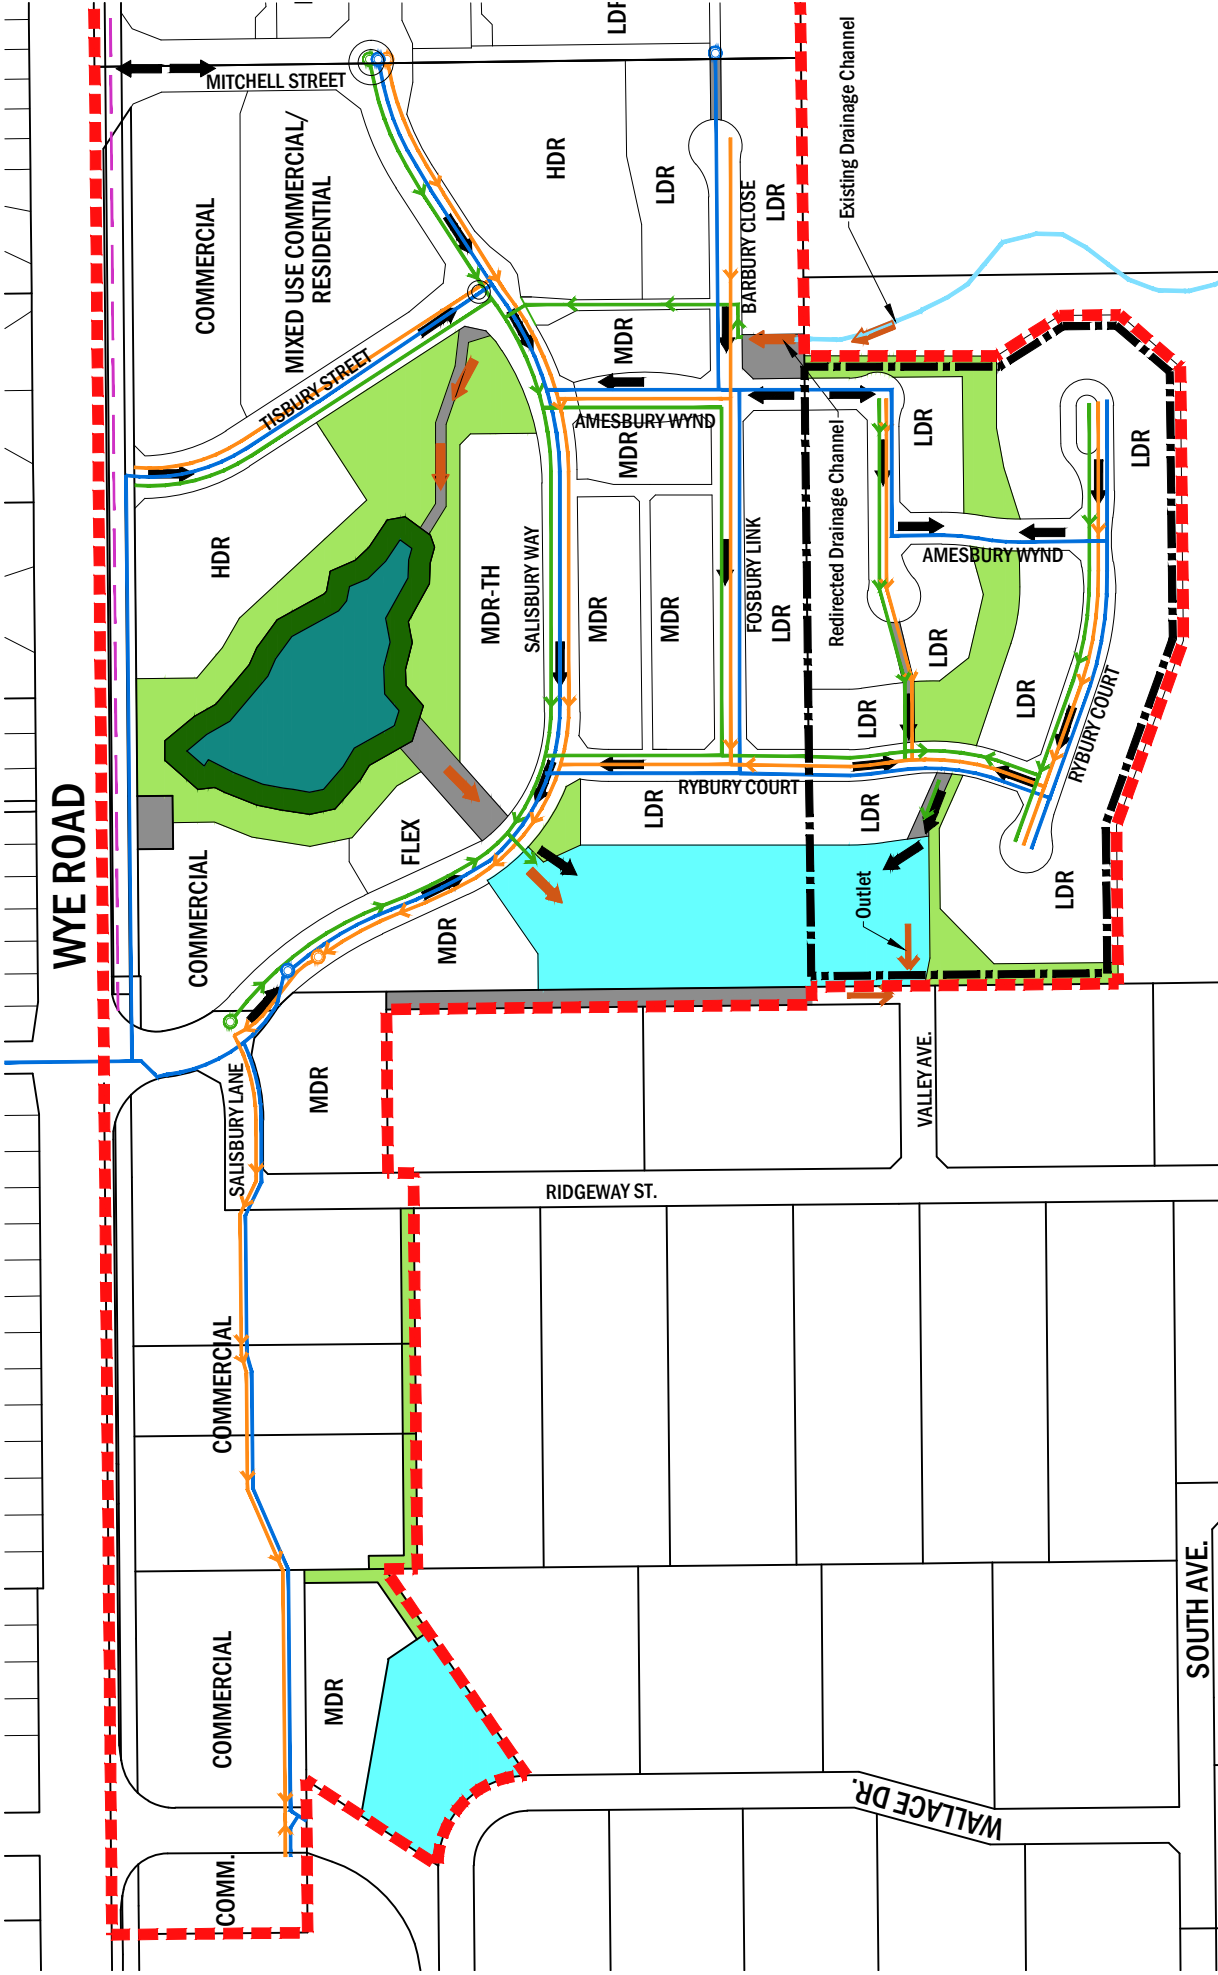 LDR
MITCHELL STREET
COMMERCIAL
MIXED USE COMMERCIAL/
RESIDENTIAL
HDR
LDR
BARBURY CLOSE
LDR
Existing Drainage Channel
TISBURY STREET
MDR
AMESBURY WYND
MDR
LDR
LDR
Redirected Drainage Channel
HDR
MDR-TH
SALISBURY WAY
MDR
MDR
FOSBURY LINK
LDR
AMESBURY WYND
LDR
LDR
LDR
RYBURY COURT
RYBURY COURT
WYE ROAD
COMMERCIAL
FLEX
LDR
LDR
LDR
MDR
Outlet
SALISBURY LANE
MDR
VALLEY AVE.
RIDGEWAY ST.
COMMERCIAL
COMMERCIAL
MDR
SOUTH AVE.
WALLACE DR.
COMM.